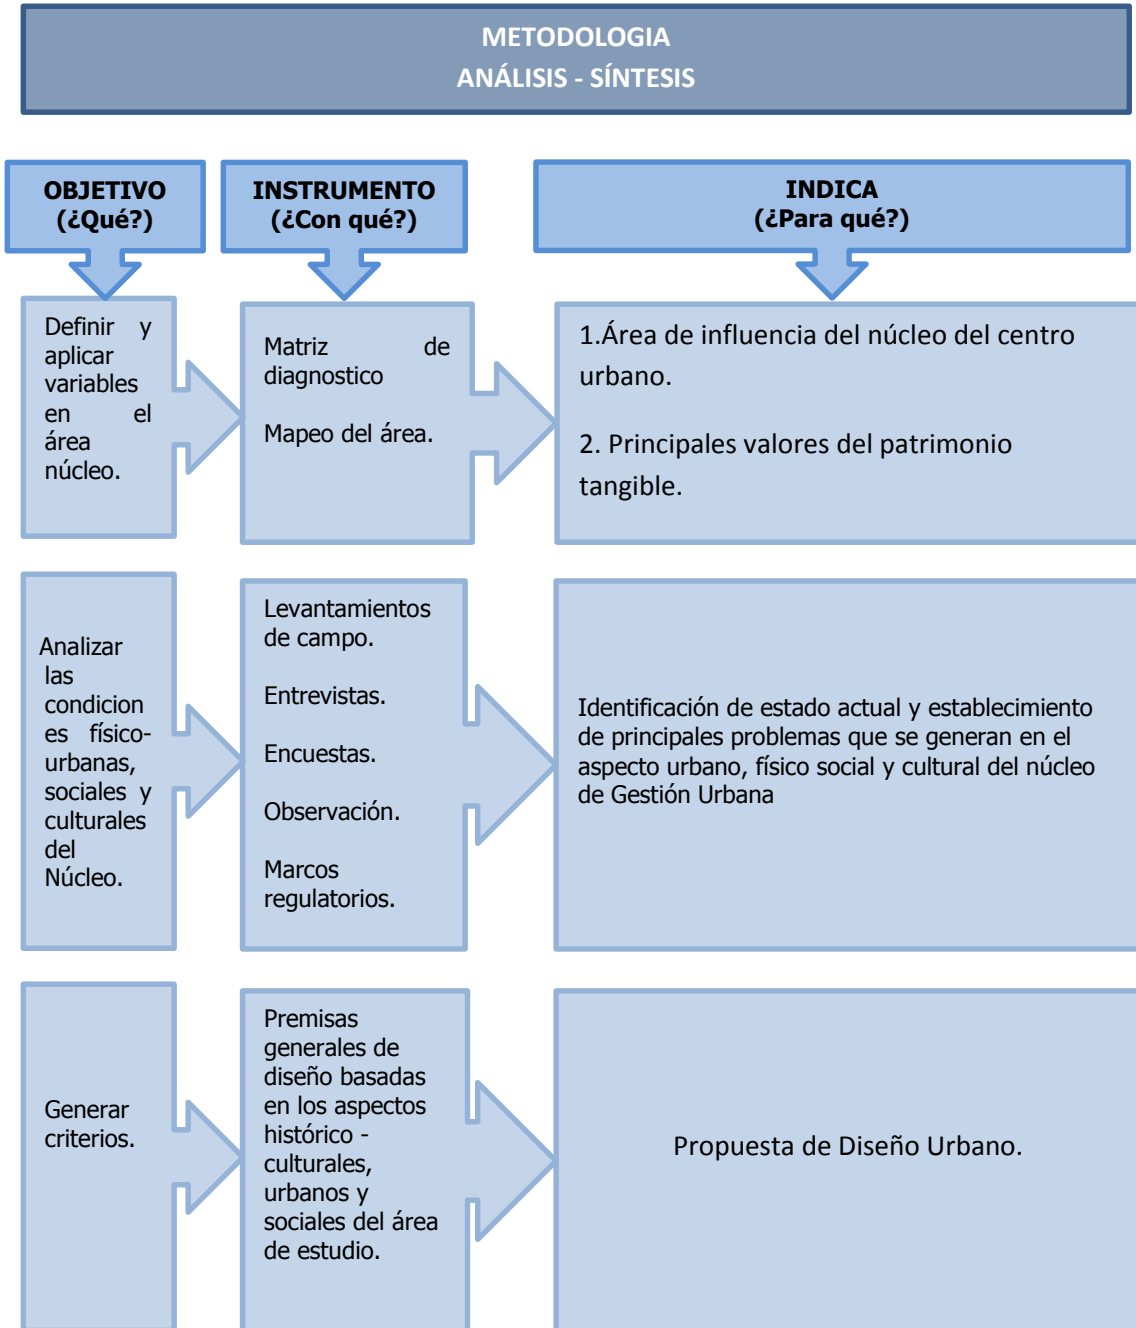 METODOLOGIA
ANÁLISIS - SÍNTESIS
OBJETIVO
(¿Qué?)
INSTRUMENTO
(¿Con qué?)
INDICA
(¿Para qué?)
Definir y
aplicar
variables
en el
área
núcleo.
Matriz de
diagnostico
Mapeo del área.
1.Área de influencia del núcleo del centro
urbano.
2. Principales valores del patrimonio
tangible.
Analizar
las
condicion
es físico-
urbanas,
sociales y
culturales
del
Núcleo.
Levantamientos
de campo.
Entrevistas.
Encuestas.
Observación.
Marcos
regulatorios.
Identificación de estado actual y establecimiento
de principales problemas que se generan en el
aspecto urbano, físico social y cultural del núcleo
de Gestión Urbana
Generar
criterios.
Premisas
generales de
diseño basadas
en los aspectos
histórico -
culturales,
urbanos y
sociales del área
de estudio.
Propuesta de Diseño Urbano.